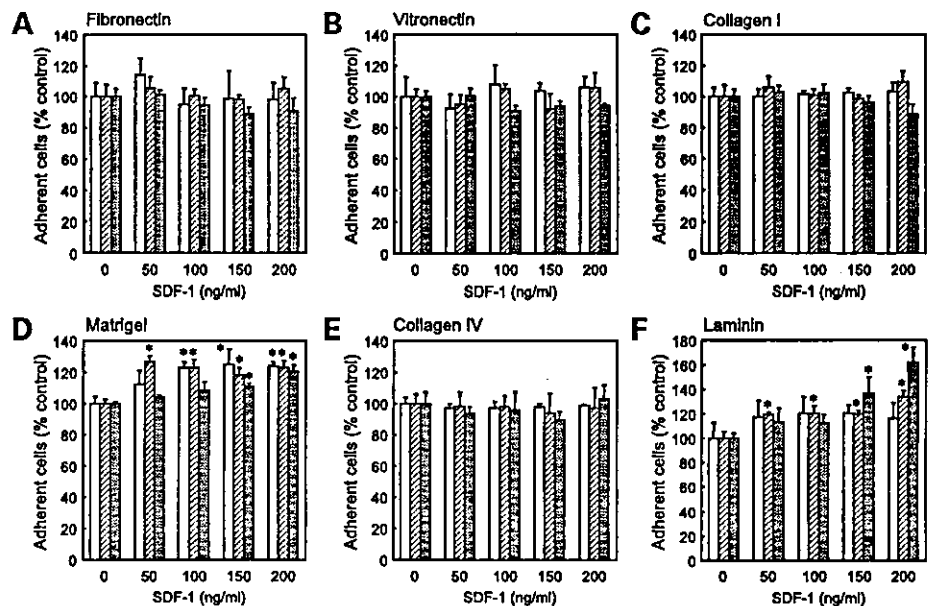 A Fibronectin
Adherent cells (% control)
140
120
100
80
60
40
20
0
0 50 100 150 200
SDF-1 (ng/ml)
B Vitronectin
Adherent cells (% control)
140
120
100
80
60
40
20
0
0 50 100 150 200
SDF-1 (ng/ml)
C Collagen I
Adherent cells (% control)
140
120
100
80
60
40
20
0
0 50 100 150 200
SDF-1 (ng/ml)
D Matrigel
Adherent cells (% control)
140
120
100
80
60
40
20
0
* ** * * * ** *
0 50 100 150 200
SDF-1 (ng/ml)
E Collagen IV
Adherent cells (% control)
140
120
100
80
60
40
20
0
0 50 100 150 200
SDF-1 (ng/ml)
F Laminin
Adherent cells (% control)
180
160
140
120
100
80
60
40
20
0
* * * * * *
0 50 100 150 200
SDF-1 (ng/ml)